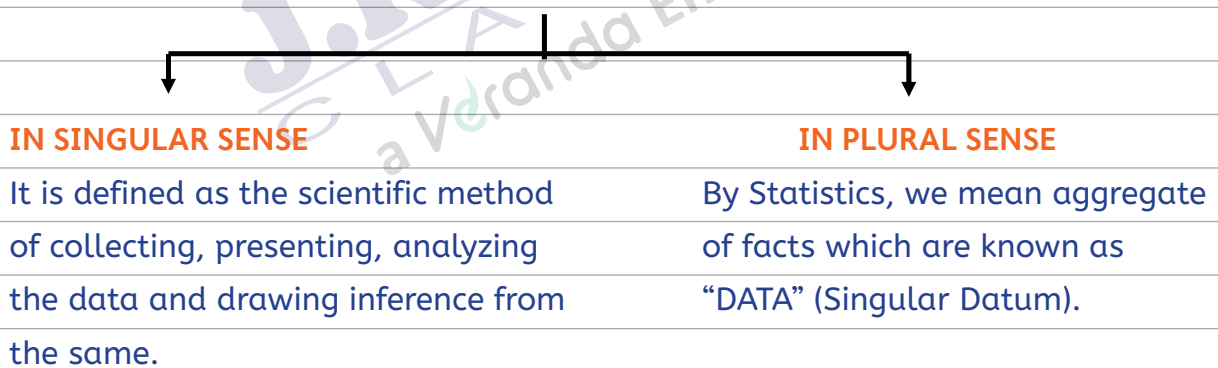 IN SINGULAR SENSE
It is defined as the scientific method
of collecting, presenting, analyzing
the data and drawing inference from
the same.
IN PLURAL SENSE
By Statistics, we mean aggregate
of facts which are known as
“DATA” (Singular Datum).
J.
C L A
a Veranda En